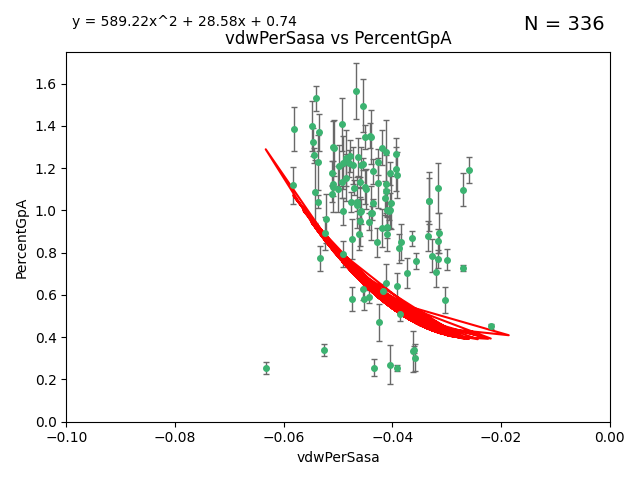 y = 589.22x^2 + 28.58x + 0.74
N = 336
vdwPerSasa vs PercentGpA
PercentGpA
1.6
1.4
1.2
1.0
0.8
0.6
0.4
0.2
0.0
−0.10 −0.08 −0.06 −0.04 −0.02 0.00
vdwPerSasa